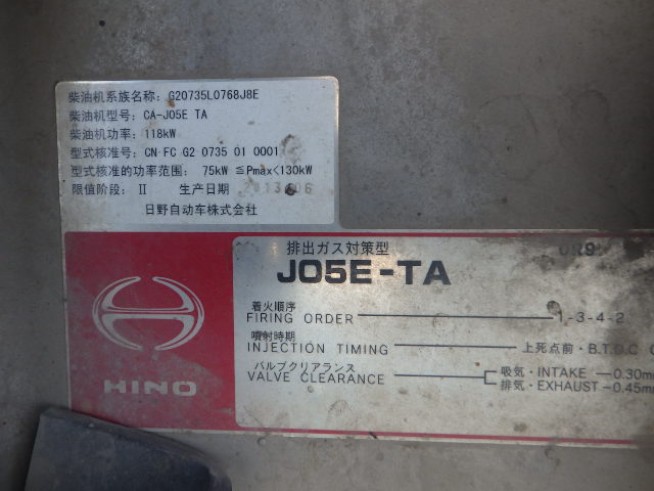 柴油机系族名称: G20735L0768J8E
柴油机型号: CA-J05E TA
柴油机功率: 118kW
型式核准号: CN FC G2 0735 01 0001
型式核准的功率范围: 75kW ≦Pmax<130kW
限值阶段: II 生产日期
日野自动车株式会社
排出ガス対策型
J05E-TA
着火順序
FIRING ORDER 1-3-4-2
噴射時期
INJECTION TIMING 上死点前・B.T.D.C
バルブクリアランス
VALVE CLEARANCE 吸気・INTAKE —0.30mm
排気・EXHAUST —0.45mm
HINO